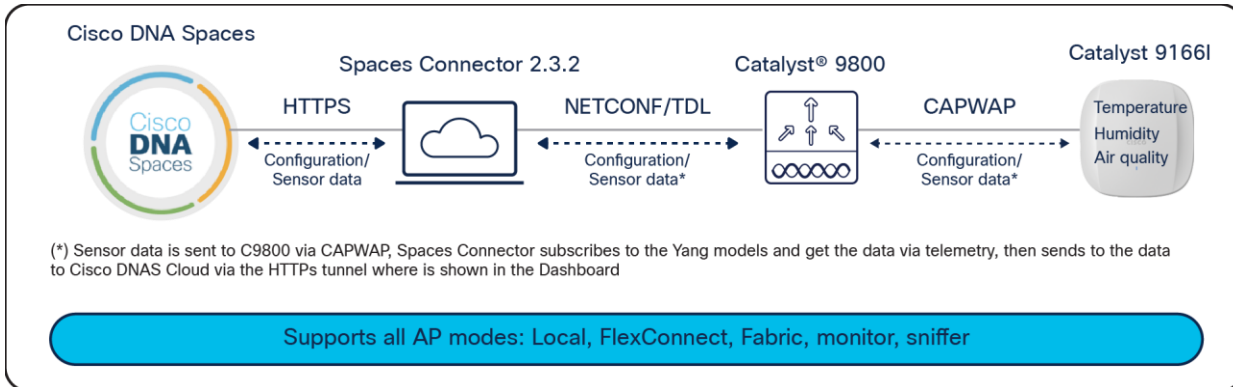 Cisco DNA Spaces
Spaces Connector 2.3.2
Catalyst® 9800
Catalyst 9166I
Cisco
DNA
Spaces
HTTPS
Configuration/
Sensor data
NETCONF/TDL
Configuration/
Sensor data*
CAPWAP
Configuration/
Sensor data*
Temperature
Humidity
Air quality
(*) Sensor data is sent to C9800 via CAPWAP, Spaces Connector subscribes to the Yang models and get the data via telemetry, then sends to the data
to Cisco DNAS Cloud via the HTTPs tunnel where is shown in the Dashboard
Supports all AP modes: Local, FlexConnect, Fabric, monitor, sniffer